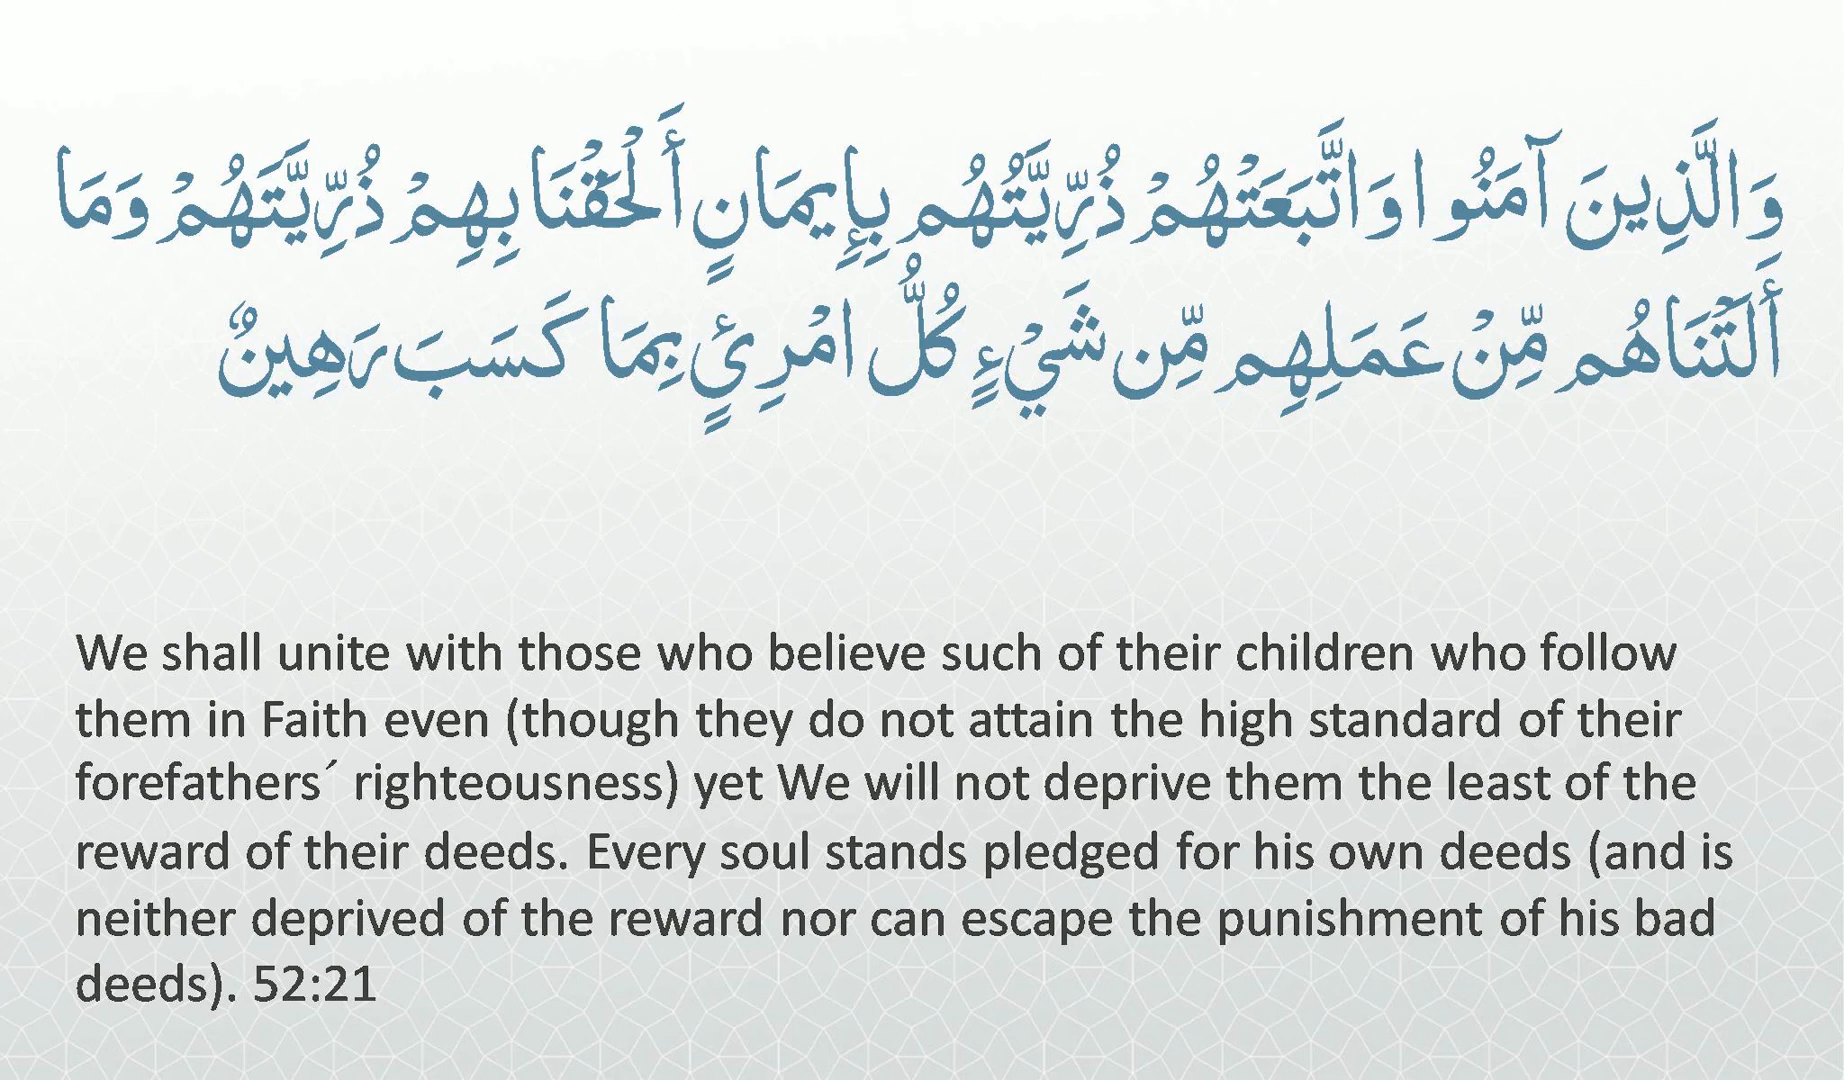 وَالَّذِينَ آمَنُوا وَاتَّبَعَتْهُمْ ذُرِّيَّتُهُم بِإِيمَانٍ أَلْحَقْنَا بِهِمْ ذُرِّيَّتَهُمْ وَمَا
أَلَتْنَاهُم مِّنْ عَمَلِهِم مِّن شَيْءٍ كُلُّ امْرِئٍ بِمَا كَسَبَ رَهِينٌ
We shall unite with those who believe such of their children who follow
them in Faith even (though they do not attain the high standard of their
forefathers´ righteousness) yet We will not deprive them the least of the
reward of their deeds. Every soul stands pledged for his own deeds (and is
neither deprived of the reward nor can escape the punishment of his bad
deeds). 52:21